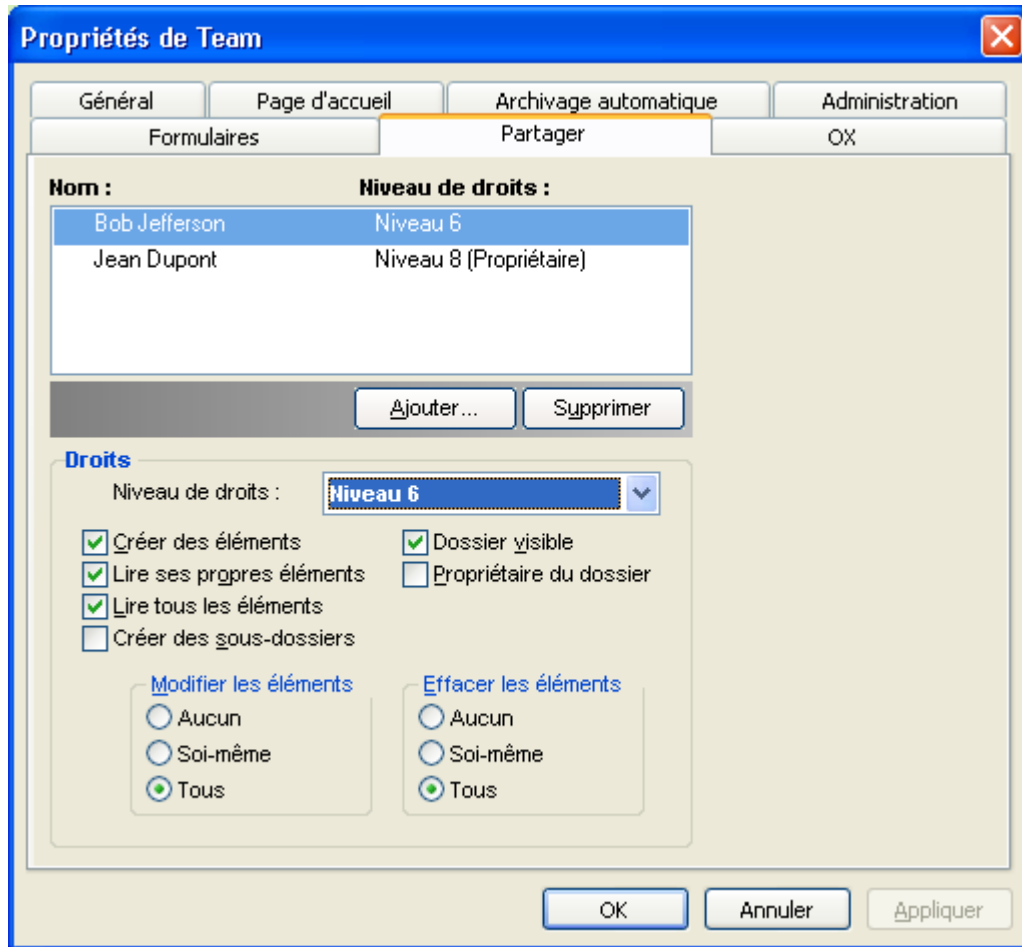 Propriétés de Team
Général Page d'accueil Archivage automatique Administration
Formulaires Partager OX
Nom : Niveau de droits :
Bob Jefferson Niveau 6
Jean Dupont Niveau 8 (Propriétaire)
Ajouter... Supprimer
Droits
Niveau de droits : Niveau 6
Créer des éléments Dossier visible
Lire ses propres éléments Propriétaire du dossier
Lire tous les éléments
Créer des sous-dossiers
Modifier les éléments Effacer les éléments
Aucun Aucun
Soi-même Soi-même
Tous Tous
OK Annuler Appliquer